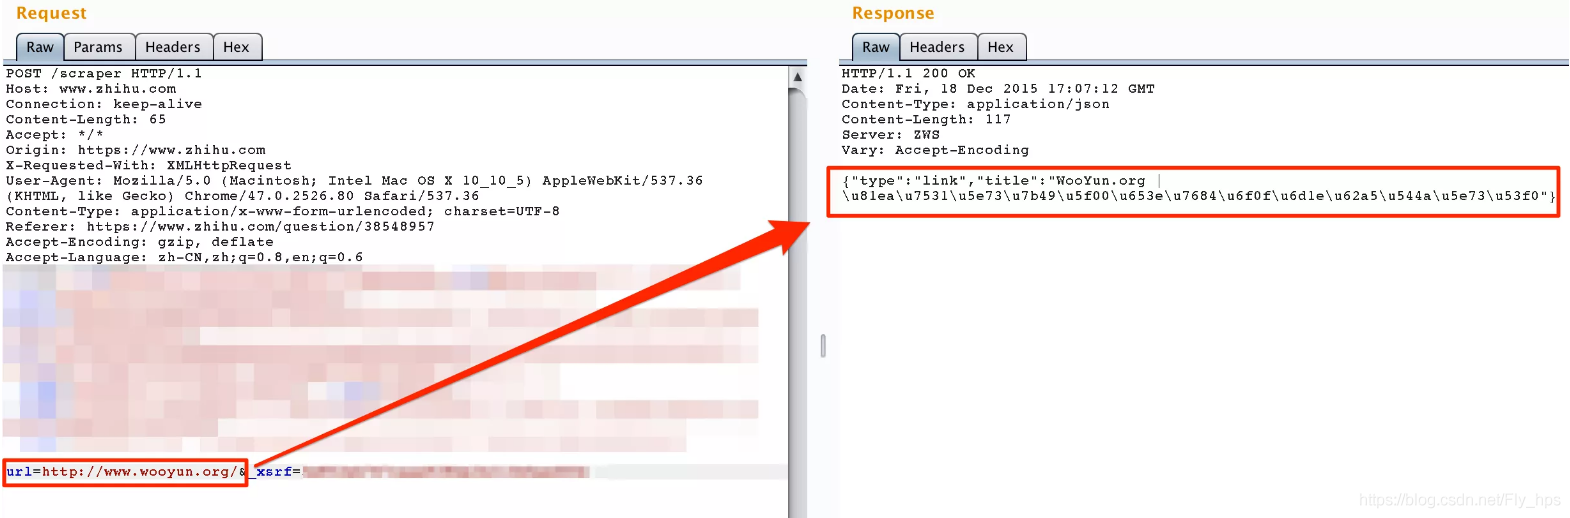 Request
Raw Params Headers Hex
POST /scraper HTTP/1.1
Host: www.zhihu.com
Connection: keep-alive
Content-Length: 65
Accept: */*
Origin: https://www.zhihu.com
X-Requested-With: XMLHttpRequest
User-Agent: Mozilla/5.0 (Macintosh; Intel Mac OS X 10_10_5) AppleWebKit/537.36
(KHTML, like Gecko) Chrome/47.0.2526.80 Safari/537.36
Content-Type: application/x-www-form-urlencoded; charset=UTF-8
Referer: https://www.zhihu.com/question/38548957
Accept-Encoding: gzip, deflate
Accept-Language: zh-CN,zh;q=0.8,en;q=0.6
url=http://www.wooyun.org/&_xsrf=
Response
Raw Headers Hex
HTTP/1.1 200 OK
Date: Fri, 18 Dec 2015 17:07:12 GMT
Content-Type: application/json
Content-Length: 117
Server: ZWS
Vary: Accept-Encoding
{"type":"link","title":"WooYun.org |
\u81ea\u7531\u5e73\u7b49\u5f00\u653e\u7684\u6f0f\u6d1e\u62a5\u544a\u5e73\u53f0"}
https://blog.csdn.net/Fly_hps